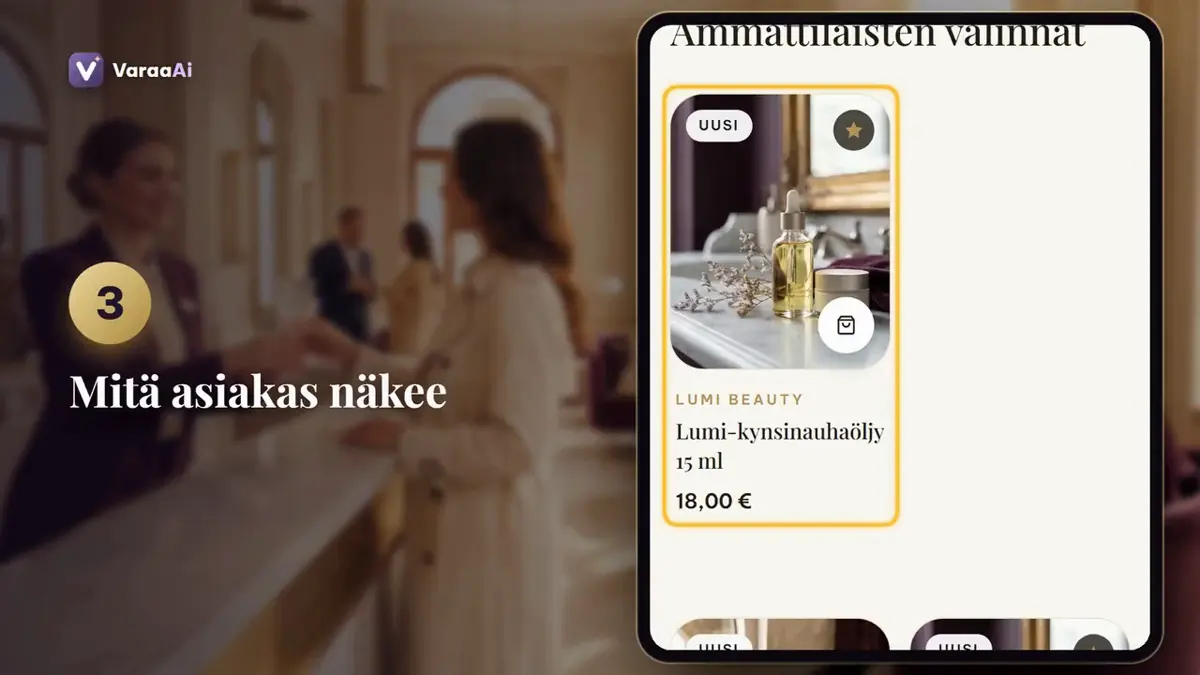 VaraaAi
3
Mitä asiakas näkee
Ammattilaisten valinnat
UUSI
LUMI BEAUTY
Lumi-kynsinauhaöljy
15 ml
18,00 €
UUSI
UUSI